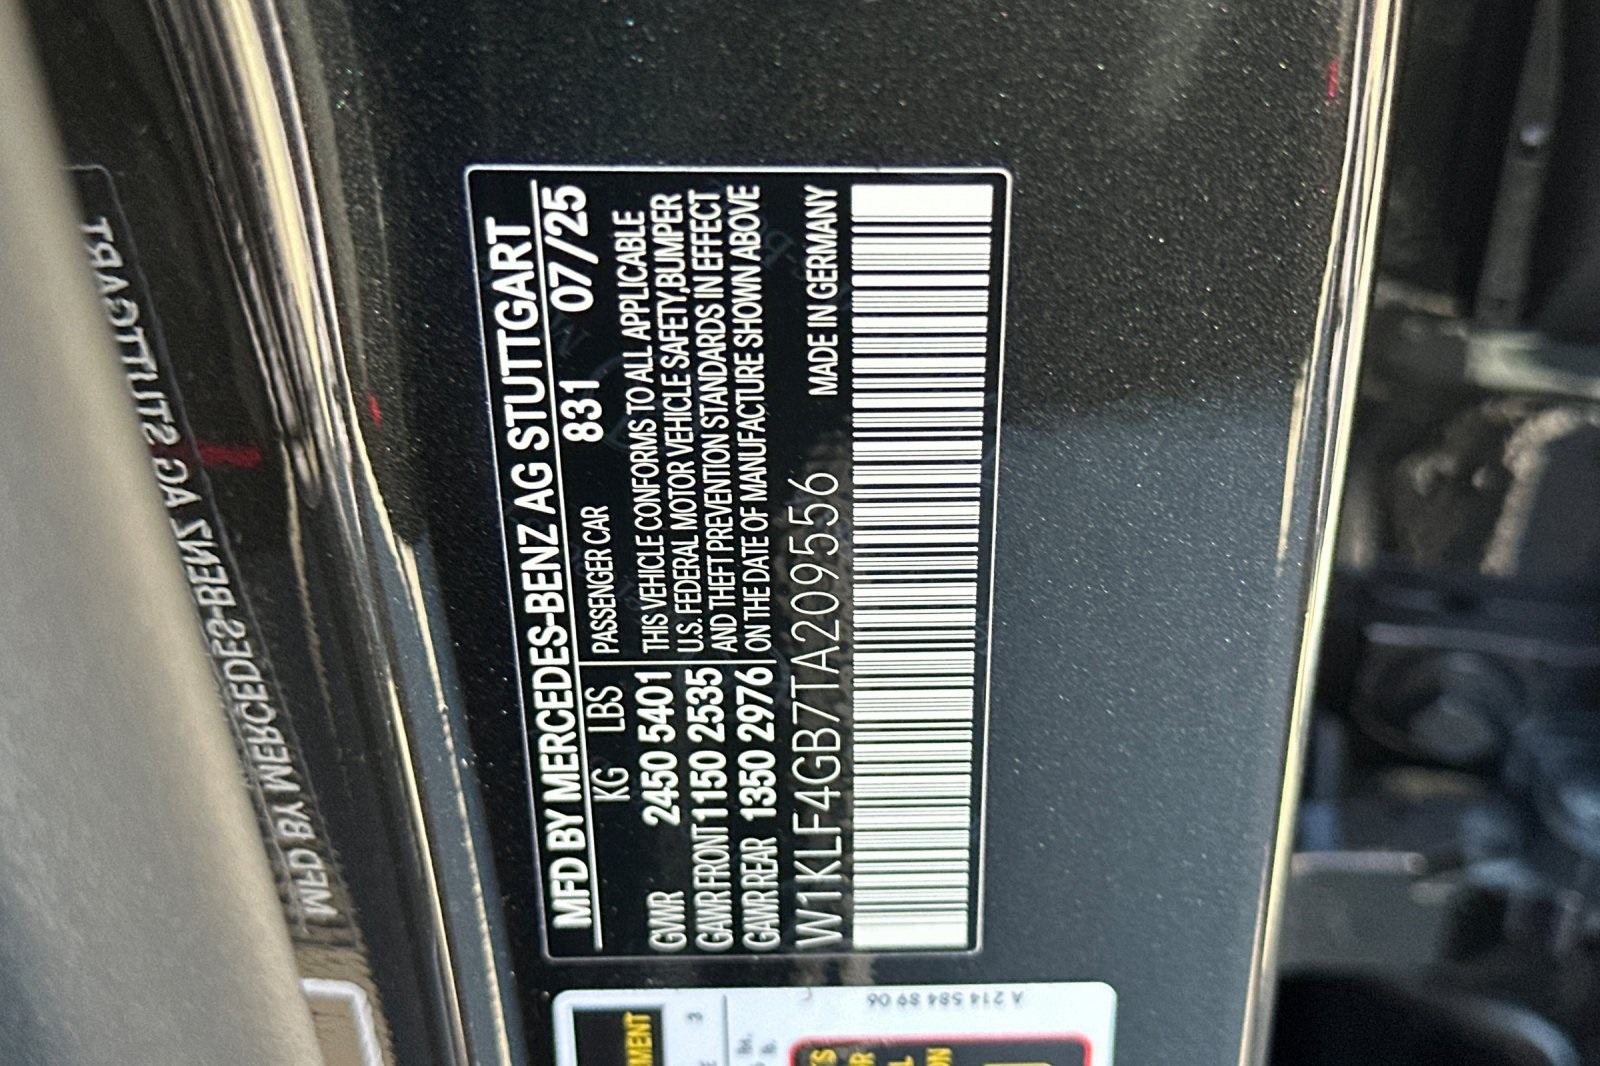 MFD BY MERCEDES-BENZ AG STUTTGART
KG LBS PASSENGER CAR 831 07/25
GVWR 2450 5401
GAWR FRONT 1150 2535
GAWR REAR 1350 2976
THIS VEHICLE CONFORMS TO ALL APPLICABLE
U.S. FEDERAL MOTOR VEHICLE SAFETY,BUMPER
AND THEFT PREVENTION STANDARDS IN EFFECT
ON THE DATE OF MANUFACTURE SHOWN ABOVE
W1KLF4GB7TA209556 MADE IN GERMANY
A 214 584 89 06
MFD BY MERCEDES-BENZ AG STUTTGART
3